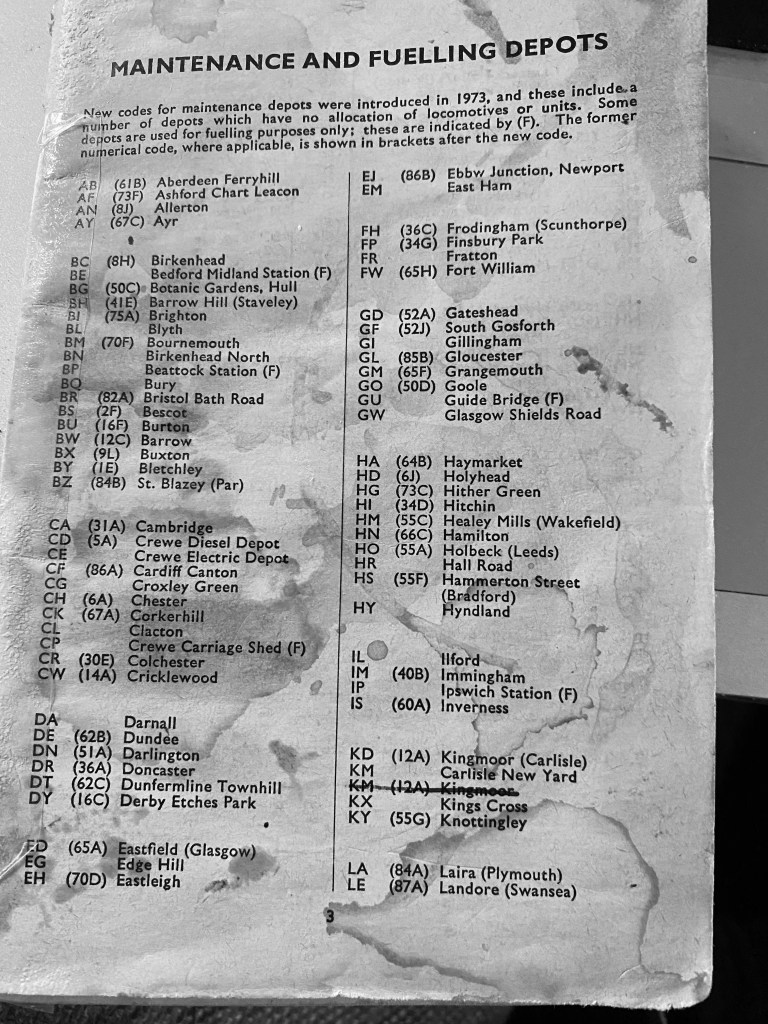 MAINTENANCE AND FUELLING DEPOTS
New codes for maintenance depots were introduced in 1973, and these include a
number of depots which have no allocation of locomotives or units. Some
depots are used for fuelling purposes only; these are indicated by (F). The former
numerical code, where applicable, is shown in brackets after the new code.
AB (61B) Aberdeen Ferryhill
AF (73F) Ashford Chart Leacon
AN (8J) Allerton
AY (67C) Ayr
BC (8H) Birkenhead
BE Bedford Midland Station (F)
BG (50C) Botanic Gardens, Hull
BH (41E) Barrow Hill (Staveley)
BI (75A) Brighton
BL Blyth
BM (70F) Bournemouth
BN Birkenhead North
BP Beattock Station (F)
BQ Bury
BR (82A) Bristol Bath Road
BS (2F) Bescot
BU (16F) Burton
BW (12C) Barrow
BX (9L) Buxton
BY (1E) Bletchley
BZ (84B) St. Blazey (Par)
CA (31A) Cambridge
CD (5A) Crewe Diesel Depot
CE Crewe Electric Depot
CF (86A) Cardiff Canton
CG Croxley Green
CH (6A) Chester
CK (67A) Corkerhill
CL Clacton
CP Crewe Carriage Shed (F)
CR (30E) Colchester
CW (14A) Cricklewood
DA Darnall
DE (62B) Dundee
DN (51A) Darlington
DR (36A) Doncaster
DT (62C) Dunfermline Townhill
DY (16C) Derby Etches Park
ED (65A) Eastfield (Glasgow)
EG Edge Hill
EH (70D) Eastleigh
EJ (86B) Ebbw Junction, Newport
EM East Ham
FH (36C) Frodingham (Scunthorpe)
FP (34G) Finsbury Park
FR Fratton
FW (65H) Fort William
GD (52A) Gateshead
GF (52J) South Gosforth
GI Gillingham
GL (85B) Gloucester
GM (65F) Grangemouth
GO (50D) Goole
GU Guide Bridge (F)
GW Glasgow Shields Road
HA (64B) Haymarket
HD (6J) Holyhead
HG (73C) Hither Green
HI (34D) Hitchin
HM (55C) Healey Mills (Wakefield)
HN (66C) Hamilton
HO (55A) Holbeck (Leeds)
HR Hall Road
HS (55F) Hammerton Street
(Bradford)
HY Hyndland
IL Ilford
IM (40B) Immingham
IP Ipswich Station (F)
IS (60A) Inverness
KD (12A) Kingmoor (Carlisle)
KM Carlisle New Yard
KM (12A) Kingmoor
KX Kings Cross
KY (55G) Knottingley
LA (84A) Laira (Plymouth)
LE (87A) Landore (Swansea)
3